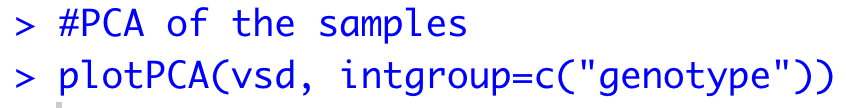 > #PCA of the samples
> plotPCA(vsd, intgroup=c("genotype"))